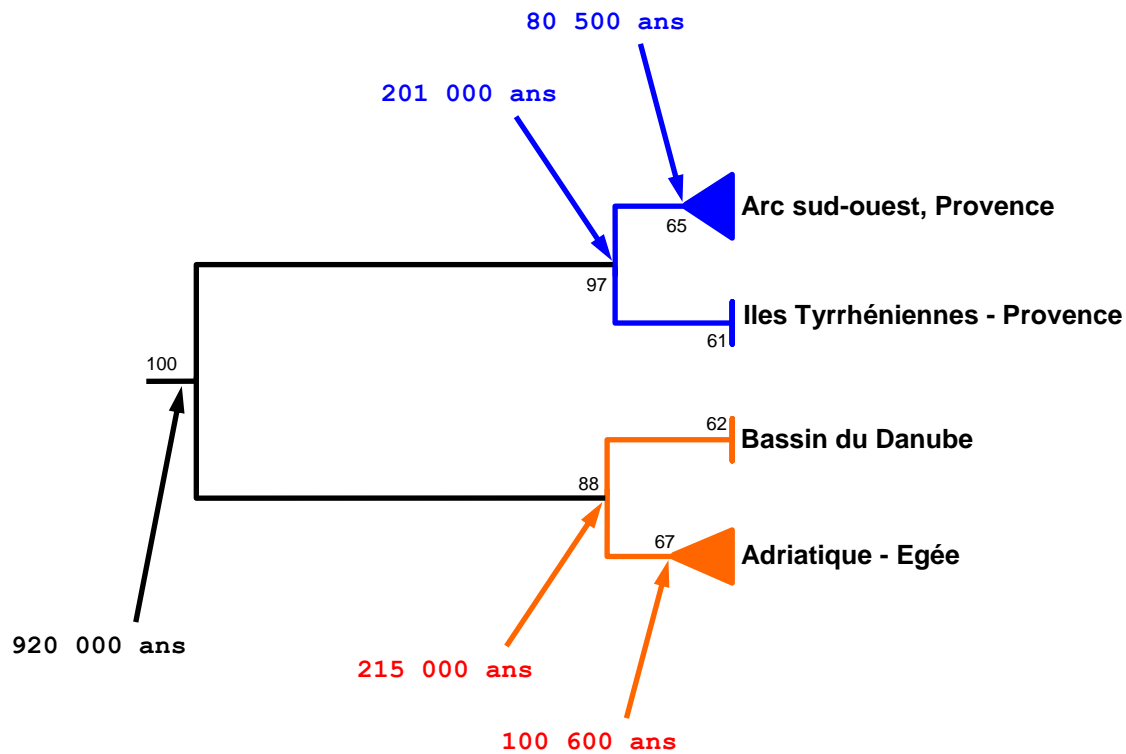 80 500 ans
201 000 ans
Arc sud-ouest, Provence
65
97
Iles Tyrrhéniennes - Provence
61
100
62
Bassin du Danube
88
67
Adriatique - Egée
920 000 ans
215 000 ans
100 600 ans